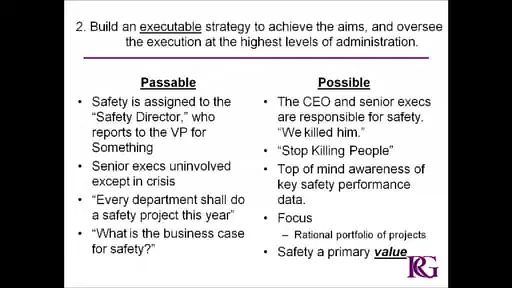 2. Build an executable strategy to achieve the aims, and oversee
the execution at the highest levels of administration.
Passable
• Safety is assigned to the
“Safety Director,” who
reports to the VP for
Something
• Senior execs uninvolved
except in crisis
• “Every department shall do
a safety project this year”
• “What is the business case
for safety?”
Possible
• The CEO and senior execs
are responsible for safety.
“We killed him.”
• “Stop Killing People”
• Top of mind awareness of
key safety performance
data.
• Focus
– Rational portfolio of projects
• Safety a primary value
RG